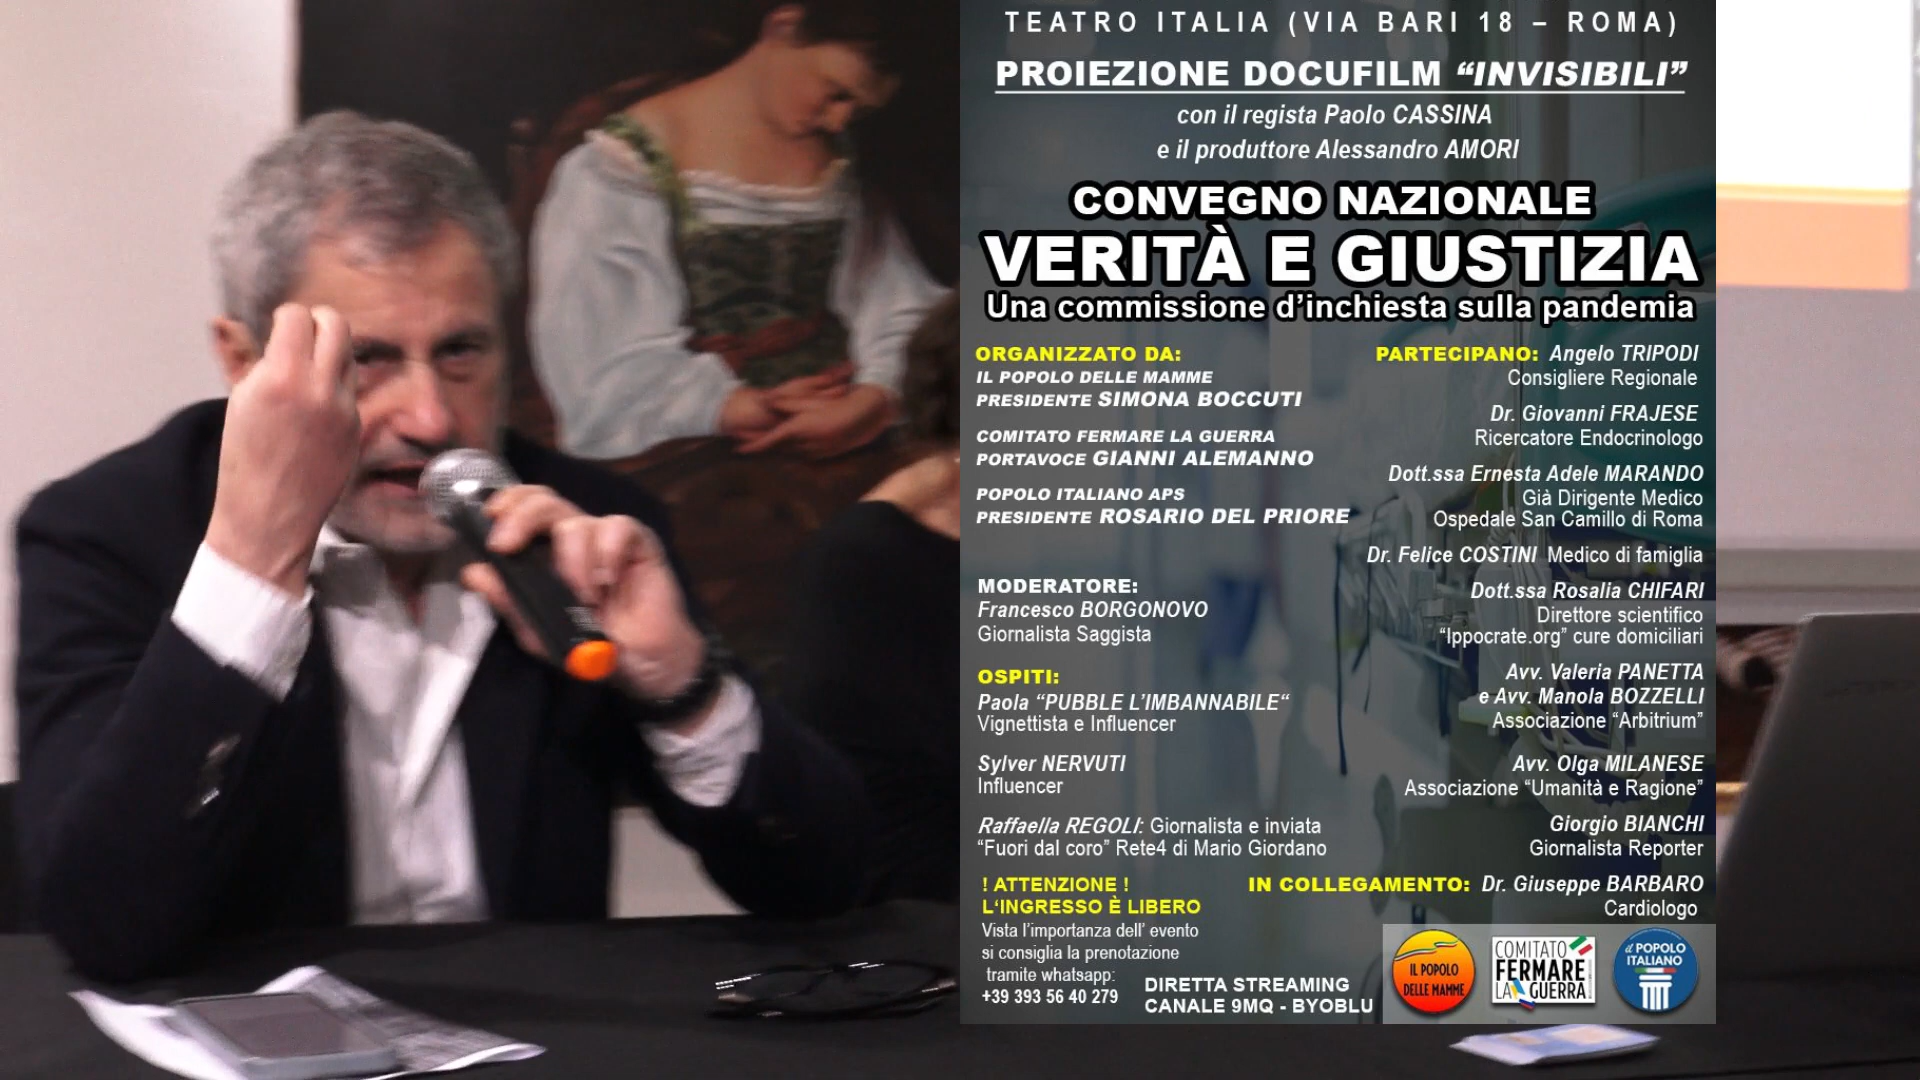 TEATRO ITALIA (VIA BARI 18 – ROMA)
PROIEZIONE DOCUFILM “INVISIBILI”
con il regista Paolo CASSINA
e il produttore Alessandro AMORI
CONVEGNO NAZIONALE
VERITÀ E GIUSTIZIA
Una commissione d’inchiesta sulla pandemia
ORGANIZZATO DA:
IL POPOLO DELLE MAMME
PRESIDENTE SIMONA BOCCUTI
COMITATO FERMARE LA GUERRA
PORTAVOCE GIANNI ALEMANNO
POPOLO ITALIANO APS
PRESIDENTE ROSARIO DEL PRIORE
MODERATORE:
Francesco BORGONOVO
Giornalista Saggista
OSPITI:
Paola “PUBBLE L’IMBANNABILE“
Vignettista e Influencer
Sylver NERVUTI
Influencer
Raffaella REGOLI: Giornalista e inviata
“Fuori dal coro” Rete4 di Mario Giordano
! ATTENZIONE !
L‘INGRESSO È LIBERO
Vista l’importanza dell’ evento
si consiglia la prenotazione
tramite whatsapp:
+39 393 56 40 279
DIRETTA STREAMING
CANALE 9MQ - BYOBLU
PARTECIPANO: Angelo TRIPODI
Consigliere Regionale
Dr. Giovanni FRAJESE
Ricercatore Endocrinologo
Dott.ssa Ernesta Adele MARANDO
Già Dirigente Medico
Ospedale San Camillo di Roma
Dr. Felice COSTINI Medico di famiglia
Dott.ssa Rosalia CHIFARI
Direttore scientifico
“Ippocrate.org” cure domiciliari
Avv. Valeria PANETTA
e Avv. Manola BOZZELLI
Associazione “Arbitrium”
Avv. Olga MILANESE
Associazione “Umanità e Ragione”
Giorgio BIANCHI
Giornalista Reporter
IN COLLEGAMENTO: Dr. Giuseppe BARBARO
Cardiologo
IL POPOLO
DELLE MAMME
COMITATO
FERMARE
LA GUERRA
il POPOLO
ITALIANO